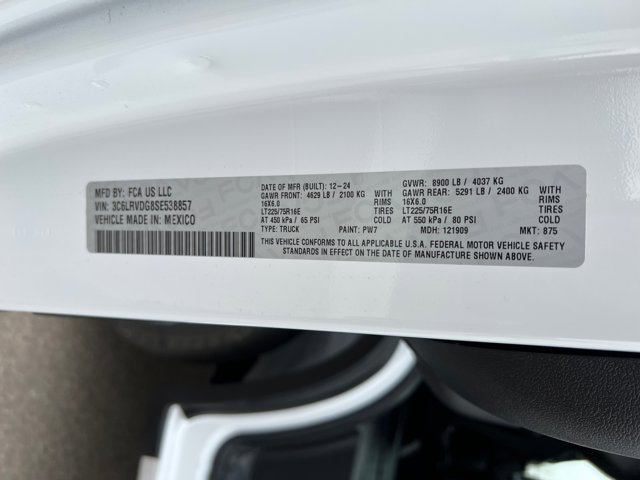 MFD BY: FCA US LLC
VIN: 3C6LRVDG8SE538857
VEHICLE MADE IN: MEXICO
DATE OF MFR (BUILT): 12-24
GAWR FRONT: 4629 LB / 2100 KG WITH
16X6.0 RIMS
LT225/75R16E TIRES
AT 450 kPa / 65 PSI COLD
TYPE: TRUCK PAINT: PW7
GVWR: 8900 LB / 4037 KG
GAWR REAR: 5291 LB / 2400 KG WITH
16X6.0 RIMS
LT225/75R16E TIRES
AT 550 kPa / 80 PSI COLD
MDH: 121909 MKT: 875
THIS VEHICLE CONFORMS TO ALL APPLICABLE U.S.A. FEDERAL MOTOR VEHICLE SAFETY
STANDARDS IN EFFECT ON THE DATE OF MANUFACTURE SHOWN ABOVE.